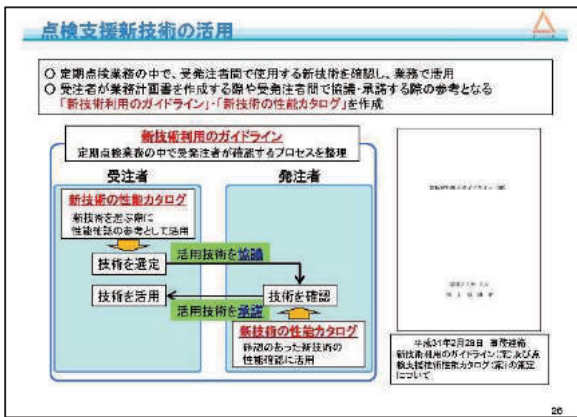 点検支援新技術の活用
○ 定期点検業務の中で、受発注者間で使用する新技術を確認し、業務で活用
○ 受注者が業務計画書を作成する際や受発注者間で協議・承諾する際の参考となる
「新技術利用のガイドライン」・「新技術の性能カタログ」を作成
新技術利用のガイドライン
定期点検業務の中で受発注者が確認するプロセスを整理
受注者
発注者
新技術の性能カタログ
新技術を選ぶ際に
性能確認の参考として活用
活用技術を協議
技術を選定
技術を活用
技術を確認
活用技術を承諾
新技術の性能カタログ
承認のあった新技術の
性能確認に活用
平成31年2月28日 事務連絡
新技術利用のガイドライン(案)及び点
検支援技術性能カタログ(案)の策定
について
26